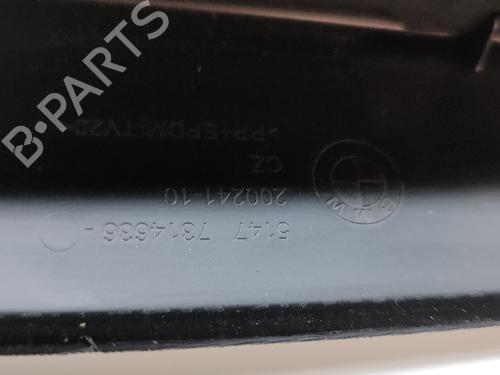 5147 7314636 -
200241-10
CZ
>PP+EPDM-TV20<
BMW
B-PARTS